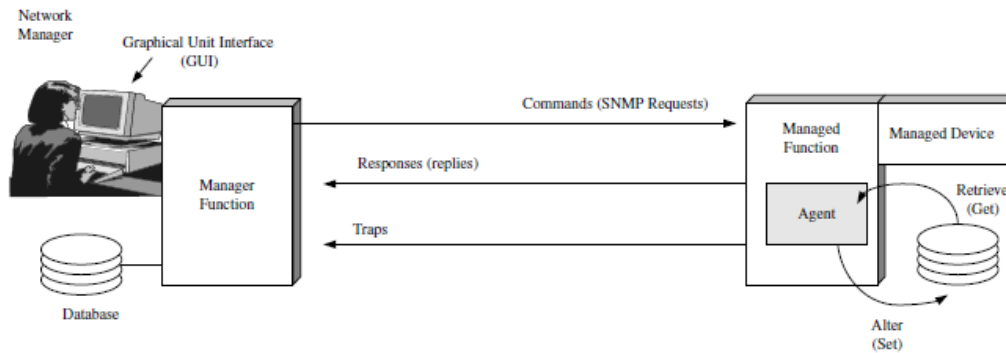 Network
Manager
Graphical Unit Interface
(GUI)
Commands (SNMP Requests)
Managed
Function
Managed Device
Responses (replies)
Manager
Function
Agent
Retrieve
(Get)
Traps
Database
Alter
(Set)